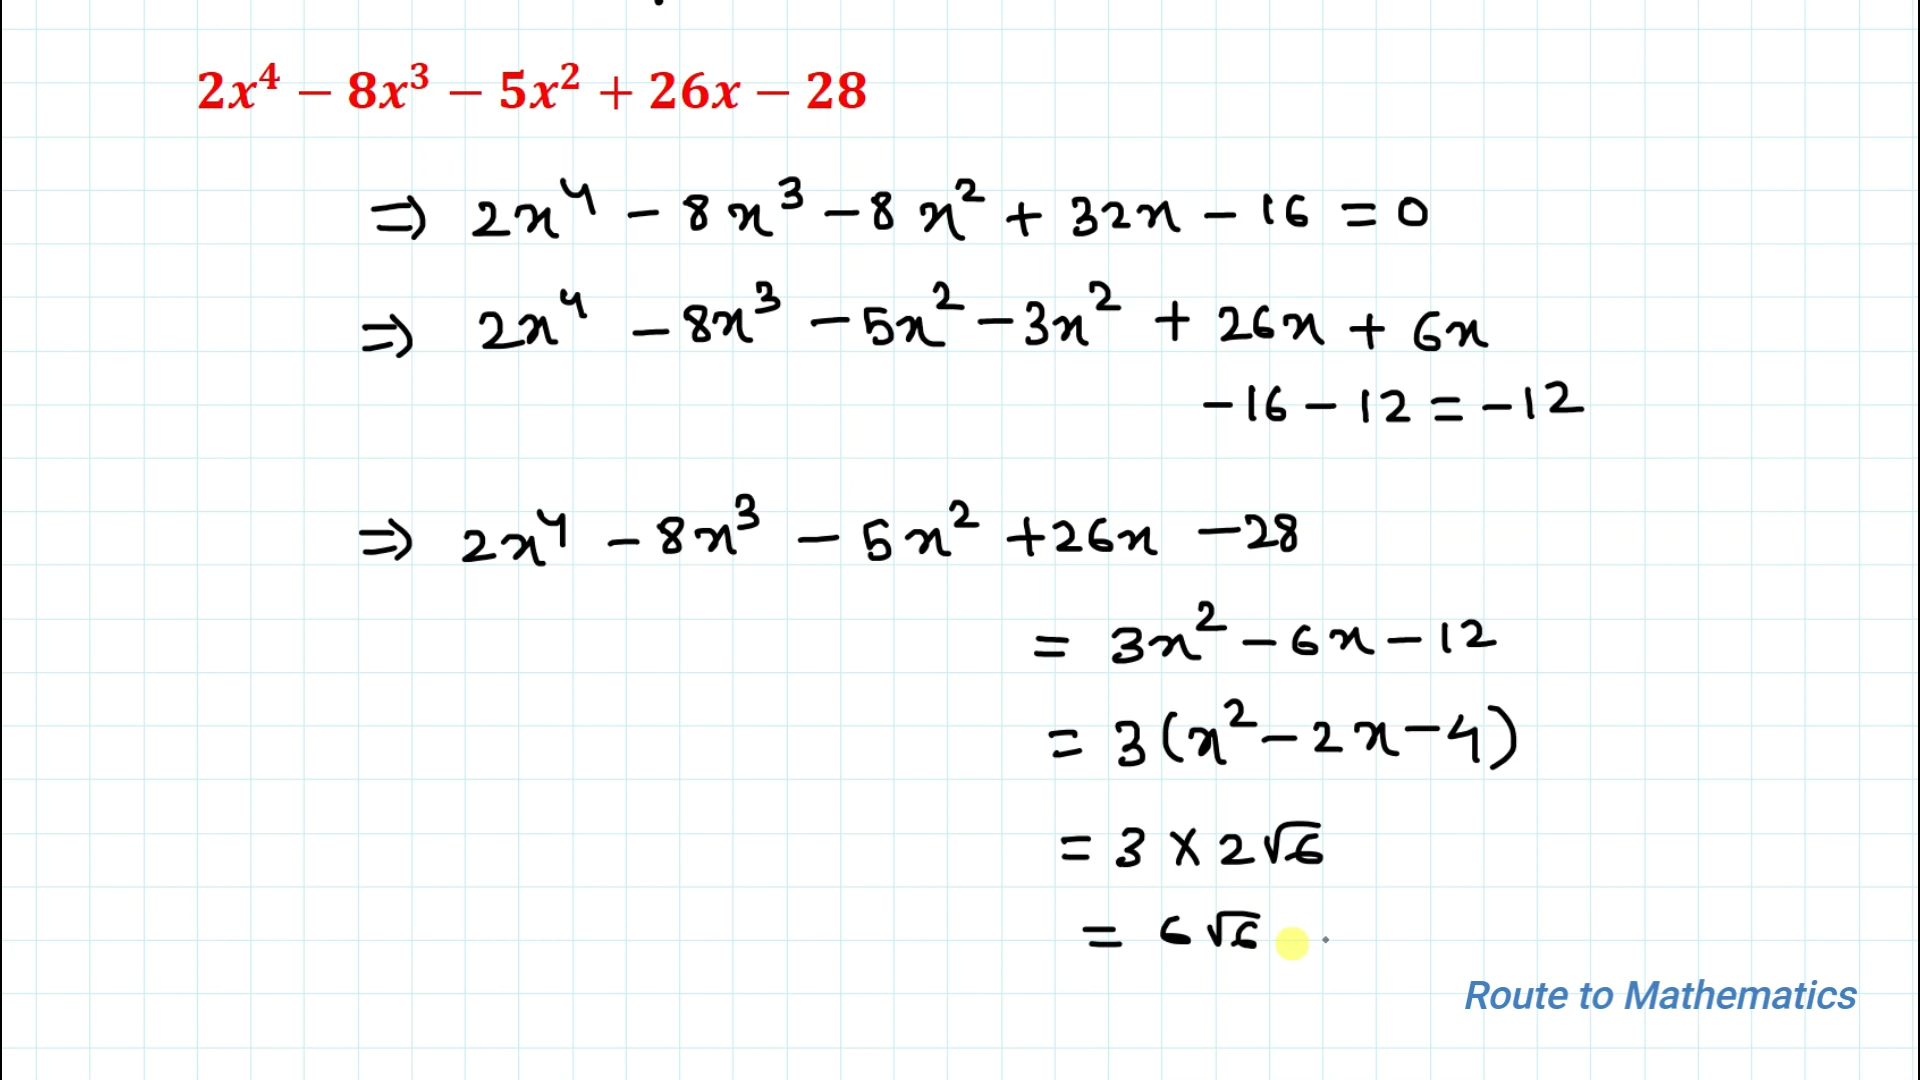 2x⁴ − 8x³ − 5x² + 26x − 28
⇒ 2x⁴ − 8x³ − 8x² + 32x − 16 = 0
⇒ 2x⁴ − 8x³ − 5x² − 3x² + 26x + 6x
− 16 − 12 = − 12
⇒ 2x⁴ − 8x³ − 5x² + 26x − 28
= 3x² − 6x − 12
= 3(x² − 2x − 4)
= 3 × 2√6
= 6√6
Route to Mathematics